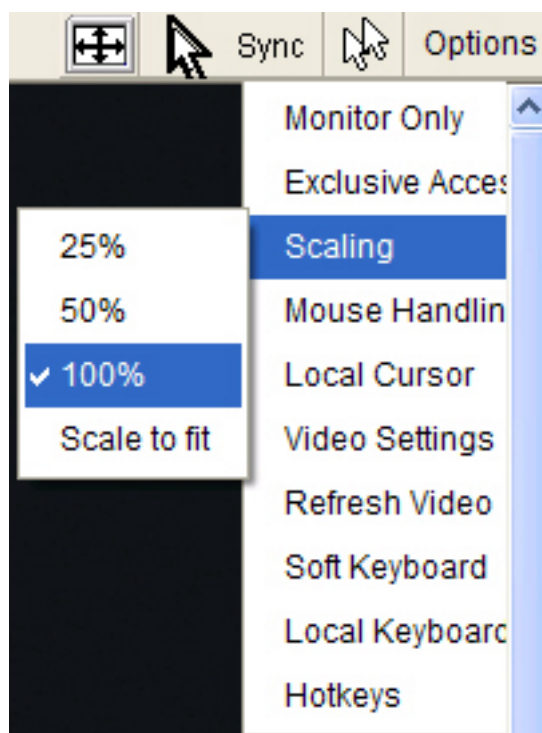 Sync Options
Monitor Only
Exclusive Acces
Scaling
Mouse Handlin
Local Cursor
Video Settings
Refresh Video
Soft Keyboard
Local Keyboard
Hotkeys
25%
50%
100%
Scale to fit